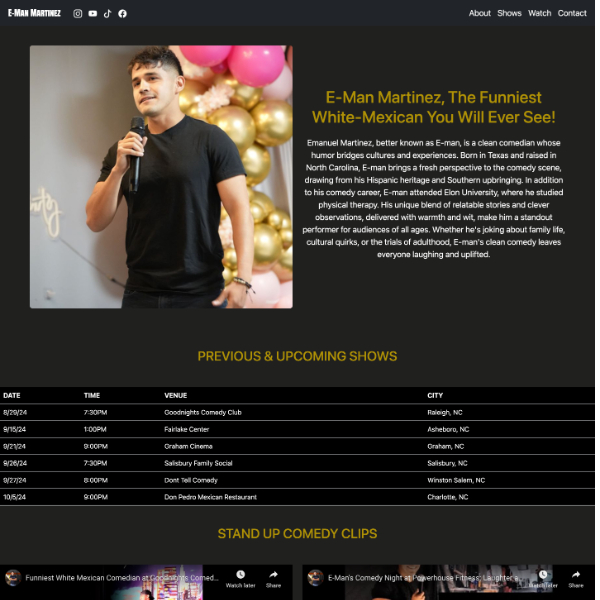 E-Man Martinez
About Shows Watch Contact
E-Man Martinez, The Funniest
White-Mexican You Will Ever See!
Emanuel Martinez, better known as E-man, is a clean comedian whose
humor bridges cultures and experiences. Born in Texas and raised in
North Carolina, E-man brings a fresh perspective to the comedy scene,
drawing from his Hispanic heritage and Southern upbringing. In addition
to his comedy career, E-man attended Elon University, where he studied
physical therapy. His unique blend of relatable stories and clever
observations, delivered with warmth and wit, make him a standout
performer for audiences of all ages. Whether he's joking about family life,
cultural quirks, or the trials of adulthood, E-man's clean comedy leaves
everyone laughing and uplifted.
PREVIOUS & UPCOMING SHOWS
DATE TIME VENUE CITY
8/29/24 7:30PM Goodnights Comedy Club Raleigh, NC
9/15/24 1:00PM Fairlake Center Asheboro, NC
9/21/24 9:00PM Graham Cinema Graham, NC
9/26/24 7:30PM Salisbury Family Social Salisbury, NC
9/27/24 8:00PM Dont Tell Comedy Winston Salem, NC
10/5/24 9:00PM Don Pedro Mexican Restaurant Charlotte, NC
STAND UP COMEDY CLIPS
Funniest White Mexican Comedian at Goodnights Comed... Watch later Share
E-Man's Comedy Night at Powerhouse Fitness: Laughter a... Watch later Share